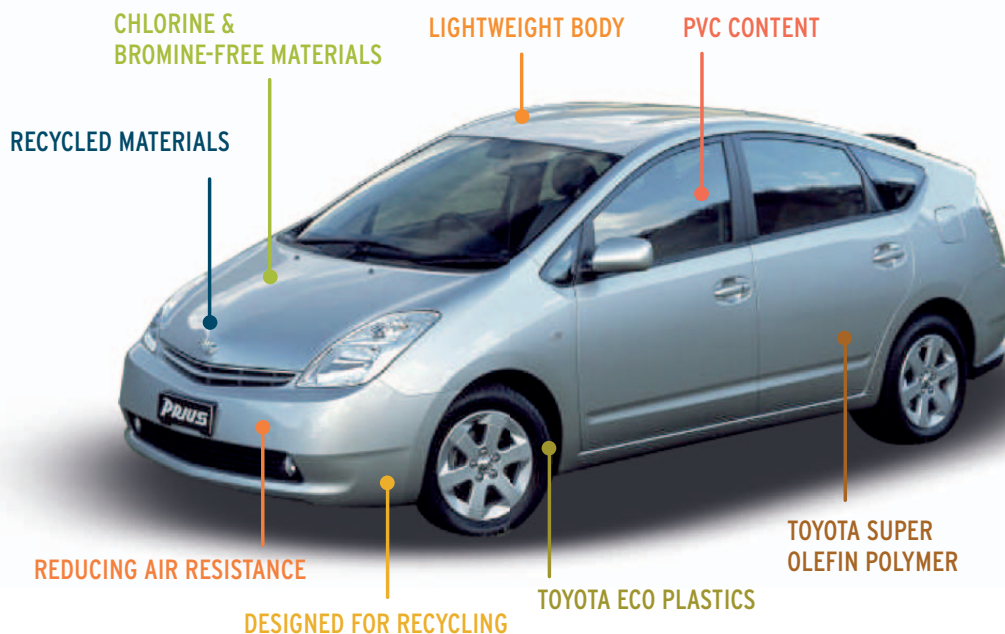 CHLORINE &
BROMINE-FREE MATERIALS
LIGHTWEIGHT BODY
PVC CONTENT
RECYCLED MATERIALS
PRIUS
REDUCING AIR RESISTANCE
DESIGNED FOR RECYCLING
TOYOTA ECO PLASTICS
TOYOTA SUPER
OLEFIN POLYMER